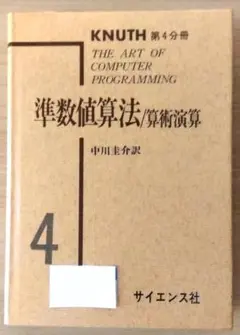 KNUTH 第4分冊
THE ART OF
COMPUTER
PROGRAMMING
準数値算法/算術演算
中川圭介訳
4
サイエンス社